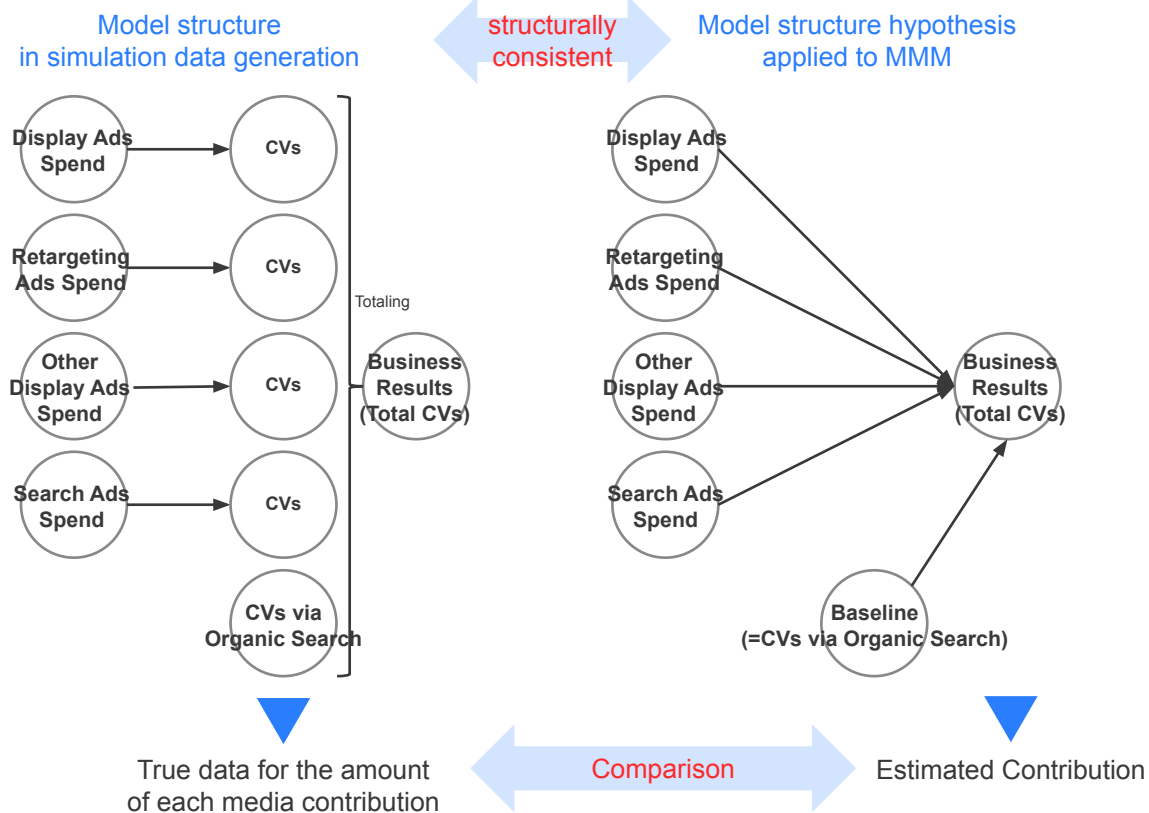 Model structure
in simulation data generation
structurally
consistent
Model structure hypothesis
applied to MMM
Display Ads
Spend
CVs
Retargeting
Ads Spend
CVs
Other
Display Ads
Spend
CVs
Search Ads
Spend
CVs
CVs via
Organic Search
Totaling
Business
Results
(Total CVs)
Display Ads
Spend
Retargeting
Ads Spend
Other
Display Ads
Spend
Search Ads
Spend
Business
Results
(Total CVs)
Baseline
(=CVs via Organic Search)
True data for the amount
of each media contribution
Comparison
Estimated Contribution